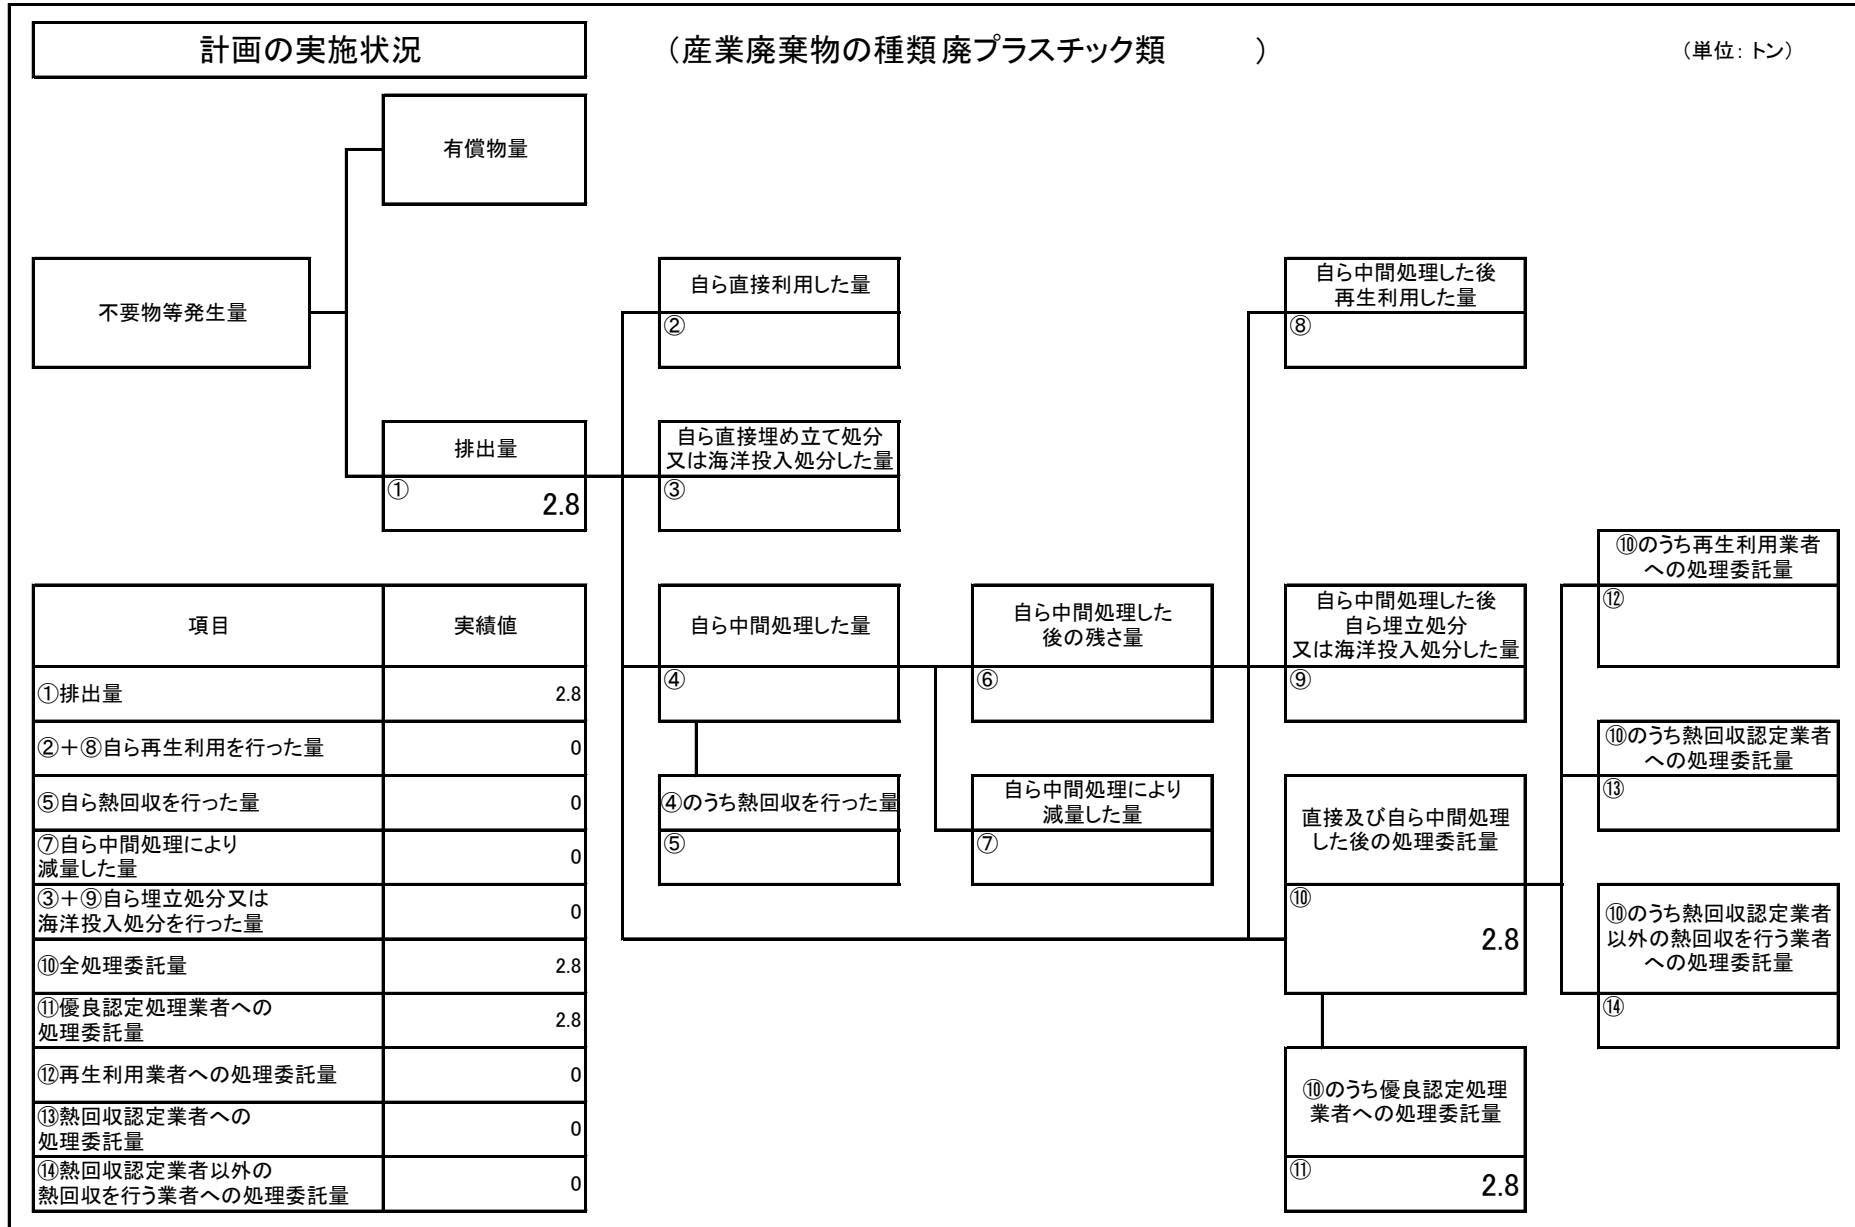 計画の実施状況
（産業廃棄物の種類 廃プラスチック類　　　）
（単位：トン）
有償物量
不要物等発生量
自ら直接利用した量
②
自ら中間処理した後
再生利用した量
⑧
排出量
①
2.8
自ら直接埋め立て処分
又は海洋投入処分した量
③
⑩のうち再生利用業者
への処理委託量
⑫
自ら中間処理した量
④
自ら中間処理した
後の残さ量
⑥
自ら中間処理した後
自ら埋立処分
又は海洋投入処分した量
⑨
⑩のうち熱回収認定業者
への処理委託量
⑬
④のうち熱回収を行った量
⑤
自ら中間処理により
減量した量
⑦
直接及び自ら中間処理
した後の処理委託量
⑩
2.8
⑩のうち熱回収認定業者
以外の熱回収を行う業者
への処理委託量
⑭
⑩のうち優良認定処理
業者への処理委託量
⑪
2.8
項目 実績値
①排出量 2.8
②＋⑧自ら再生利用を行った量 0
⑤自ら熱回収を行った量 0
⑦自ら中間処理により
減量した量 0
③＋⑨自ら埋立処分又は
海洋投入処分を行った量 0
⑩全処理委託量 2.8
⑪優良認定処理業者への
処理委託量 2.8
⑫再生利用業者への処理委託量 0
⑬熱回収認定業者への
処理委託量 0
⑭熱回収認定業者以外の
熱回収を行う業者への処理委託量 0